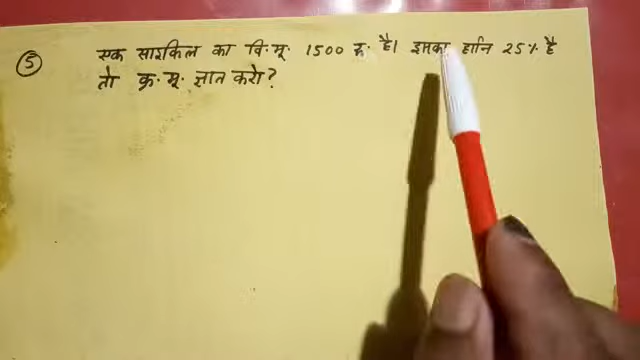 ⑤ एक साइकिल का वि॰मू॰ 1500 रू॰ है। इसका हानि 25% है
तो क्र॰मू॰ ज्ञात करो?